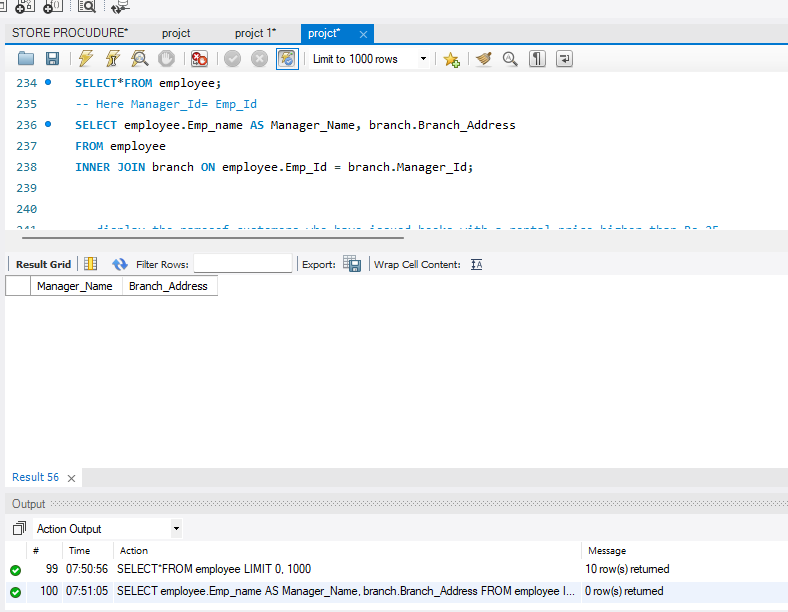 STORE PROCUDURE* projct projct 1* projct*
Limit to 1000 rows
234 SELECT*FROM employee;
235 -- Here Manager_Id= Emp_Id
236 SELECT employee.Emp_name AS Manager_Name, branch.Branch_Address
237 FROM employee
238 INNER JOIN branch ON employee.Emp_Id = branch.Manager_Id;
239
240
Result Grid Filter Rows: Export: Wrap Cell Content:
Manager_Name Branch_Address
Result 56
Output
Action Output
# Time Action Message
99 07:50:56 SELECT*FROM employee LIMIT 0, 1000 10 row(s) returned
100 07:51:05 SELECT employee.Emp_name AS Manager_Name, branch.Branch_Address FROM employee I... 0 row(s) returned